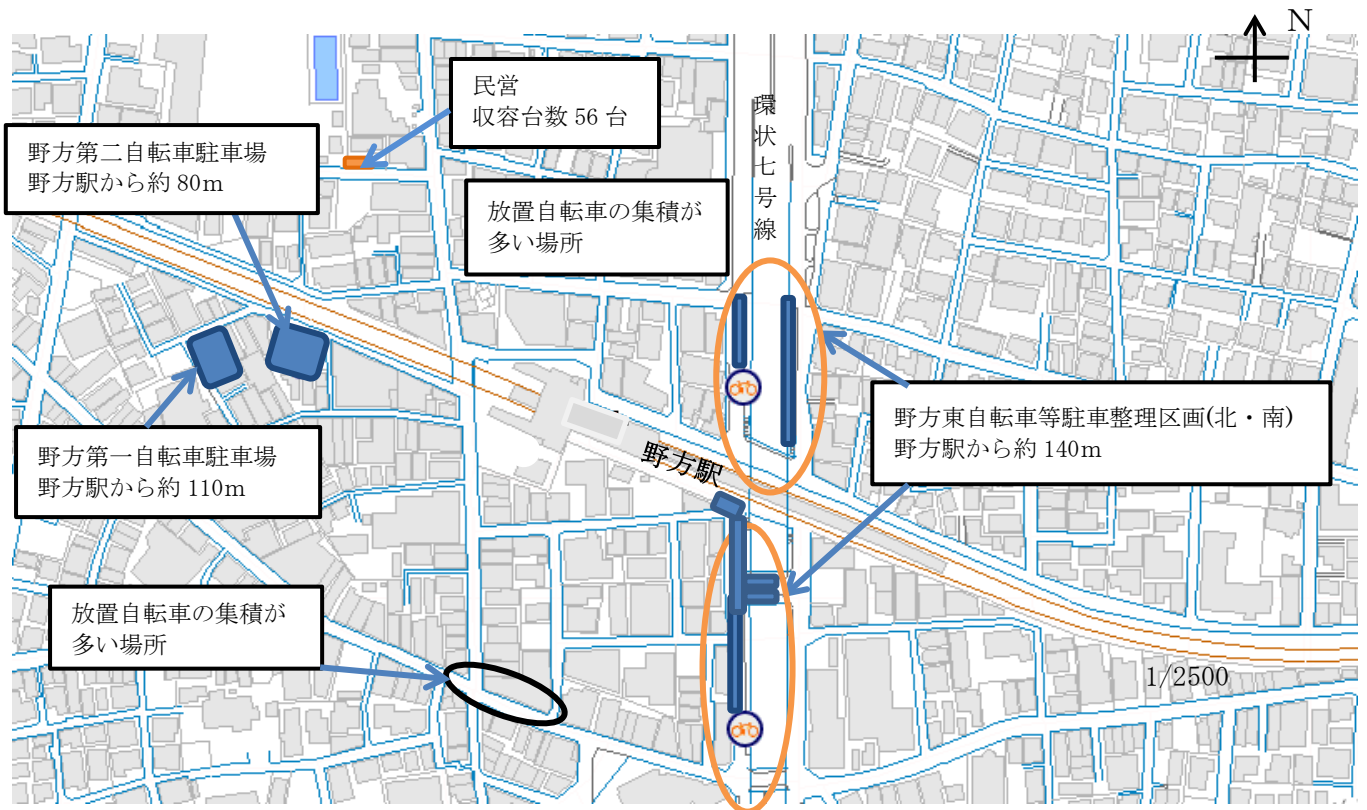 N
民営
収容台数 56 台
環状七号線
野方第二自転車駐車場
野方駅から約 80m
放置自転車の集積が
多い場所
野方東自転車等駐車整理区画(北・南)
野方駅から約 140m
野方第一自転車駐車場
野方駅から約 110m
野方駅
放置自転車の集積が
多い場所
1/2500